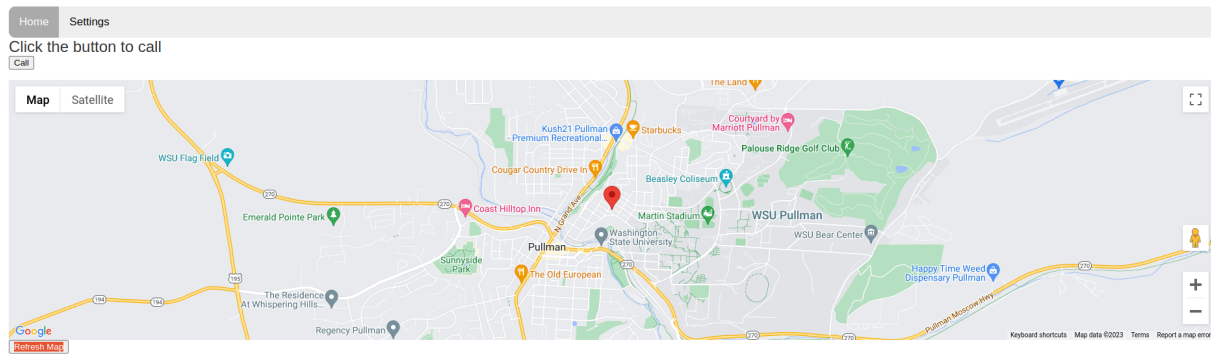 Home Settings
Click the button to call
Call
Map Satellite
The Land
Courtyard by
Marriott Pullman
Kush21 Pullman
- Premium Recreational...
Starbucks
Palouse Ridge Golf Club
WSU Flag Field
Cougar Country Drive In
Beasley Coliseum
270
270
N Grand Ave
Coast Hilltop Inn
Emerald Pointe Park
Martin Stadium
WSU Pullman
Washington
State University
WSU Bear Center
Pullman
Sunnyside
Park
270
270
The Old European
Happy Time Weed
Dispensary Pullman
195
194
194
The Residence
At Whispering Hills...
Pullman Moscow Hwy
Regency Pullman
270
270
Google
Keyboard shortcuts Map data ©2023 Terms Report a map error
Refresh Map